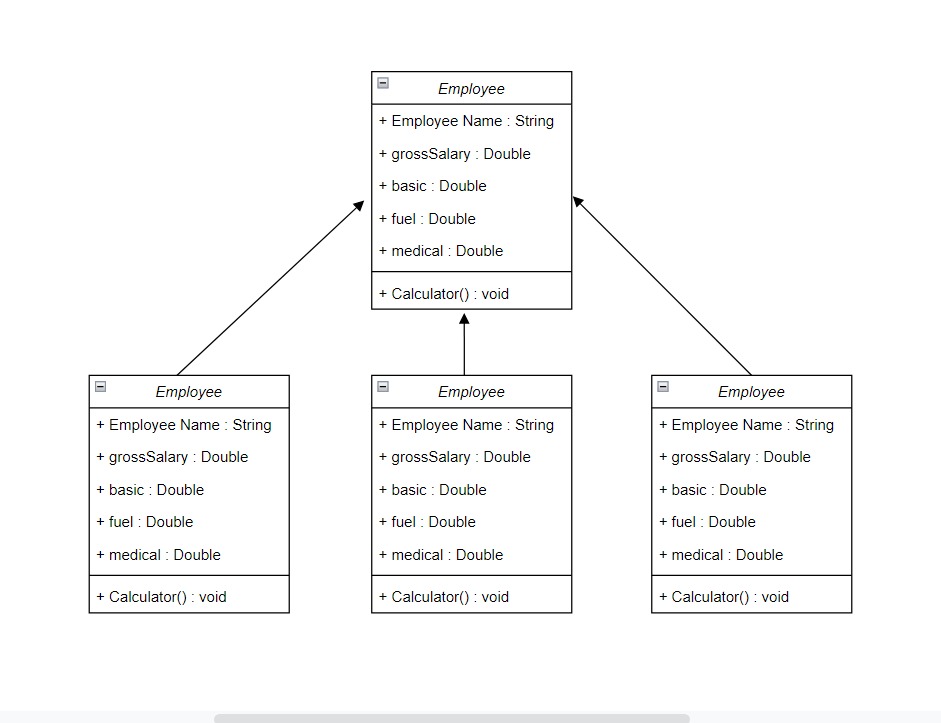 Employee
+ Employee Name : String
+ grossSalary : Double
+ basic : Double
+ fuel : Double
+ medical : Double
+ Calculator() : void
Employee
+ Employee Name : String
+ grossSalary : Double
+ basic : Double
+ fuel : Double
+ medical : Double
+ Calculator() : void
Employee
+ Employee Name : String
+ grossSalary : Double
+ basic : Double
+ fuel : Double
+ medical : Double
+ Calculator() : void
Employee
+ Employee Name : String
+ grossSalary : Double
+ basic : Double
+ fuel : Double
+ medical : Double
+ Calculator() : void